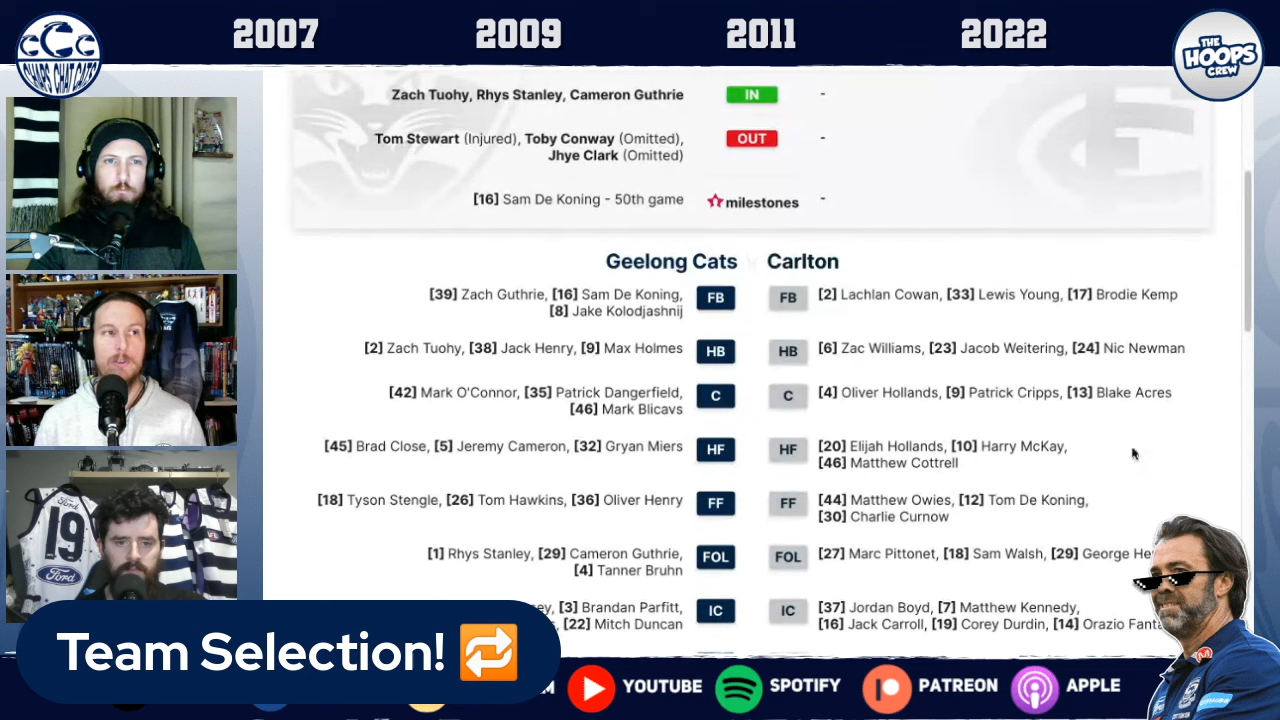 2007 2009 2011 2022
CCC
CHAPS CHAT CATS
THE
HOOPS
CREW
Zach Tuohy, Rhys Stanley, Cameron Guthrie IN -
Tom Stewart (Injured), Toby Conway (Omitted),
Jhye Clark (Omitted) OUT -
[16] Sam De Koning - 50th game milestones -
Geelong Cats Carlton
[39] Zach Guthrie, [16] Sam De Koning,
[8] Jake Kolodjashnij FB FB [2] Lachlan Cowan, [33] Lewis Young, [17] Brodie Kemp
[2] Zach Tuohy, [38] Jack Henry, [9] Max Holmes HB HB [6] Zac Williams, [23] Jacob Weitering, [24] Nic Newman
[42] Mark O'Connor, [35] Patrick Dangerfield,
[46] Mark Blicavs C C [4] Oliver Hollands, [9] Patrick Cripps, [13] Blake Acres
[45] Brad Close, [5] Jeremy Cameron, [32] Gryan Miers HF HF [20] Elijah Hollands, [10] Harry McKay,
[46] Matthew Cottrell
[18] Tyson Stengle, [26] Tom Hawkins, [36] Oliver Henry FF FF [44] Matthew Owies, [12] Tom De Koning,
[30] Charlie Curnow
[1] Rhys Stanley, [29] Cameron Guthrie,
[4] Tanner Bruhn FOL FOL [27] Marc Pittonet, [18] Sam Walsh, [29] George He
[3] Brandan Parfitt,
[22] Mitch Duncan IC IC [37] Jordan Boyd, [7] Matthew Kennedy,
[16] Jack Carroll, [19] Corey Durdin, [14] Orazio Fanta
Ford
19
Ford
Team Selection!
YOUTUBE SPOTIFY PATREON APPLE